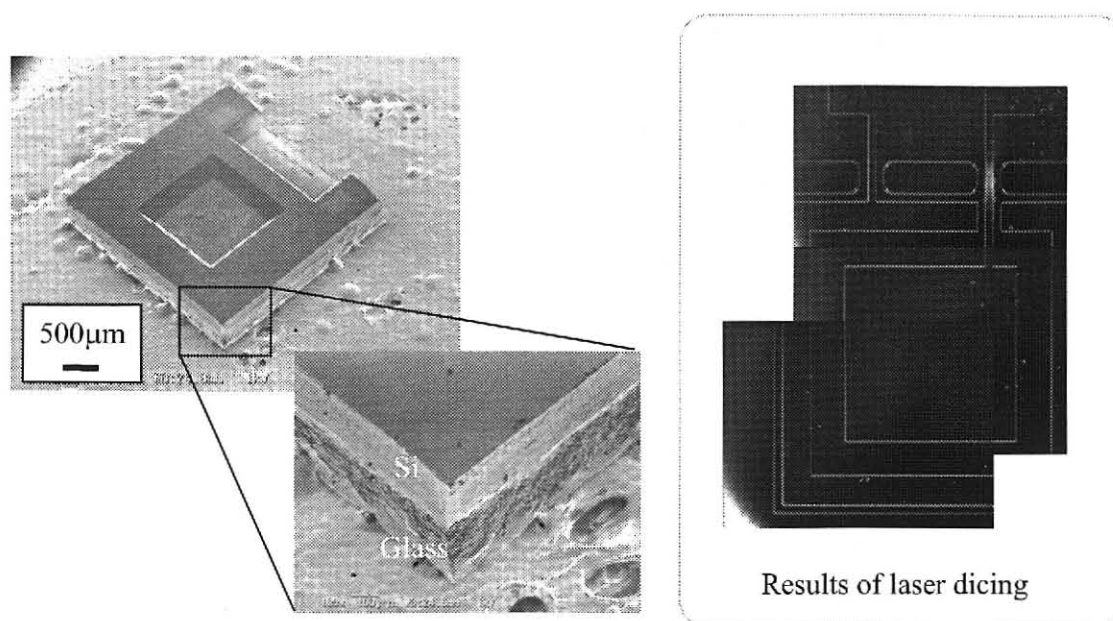 500μm
Si
Glass
Results of laser dicing